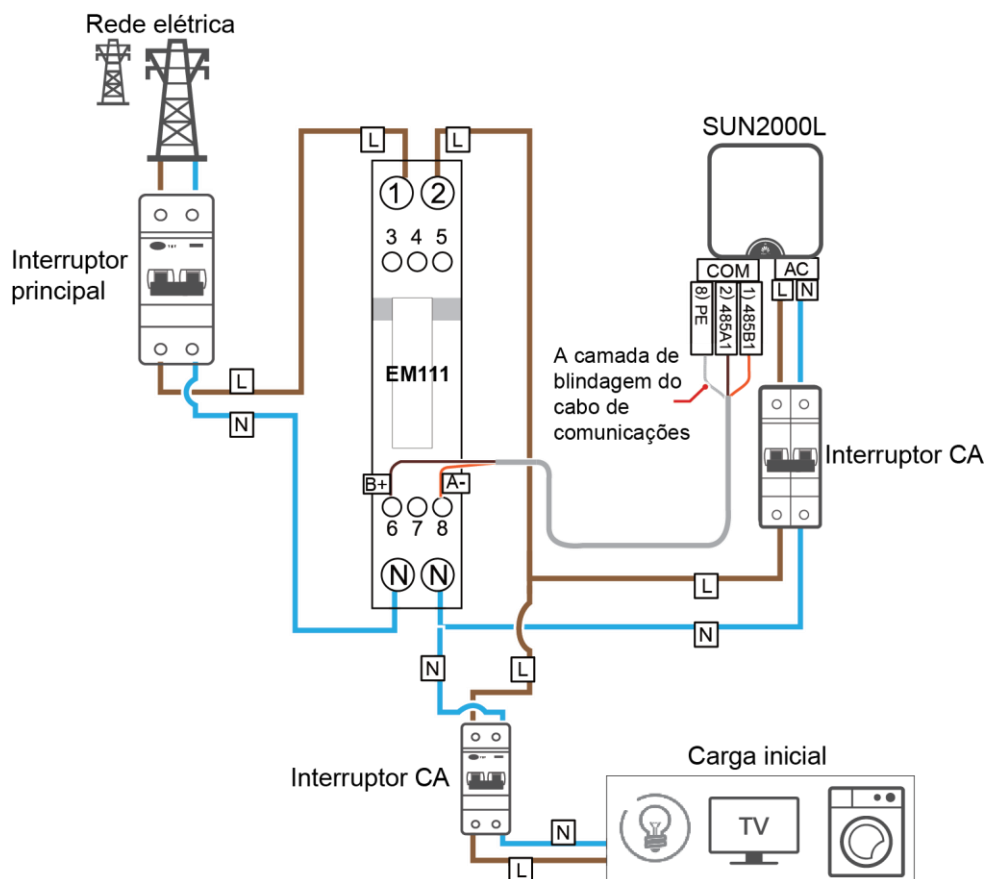 Rede elétrica
SUN2000L
L
L
1
2
3 4 5
Interruptor
principal
COM
AC
L N
8) PE
2) 485A1
1) 485B1
EM111
A camada de
blindagem do
cabo de
comunicações
L
N
Interruptor CA
B+
A-
6 7 8
N N
L
N
N
L
Interruptor CA
Carga inicial
TV
N
L